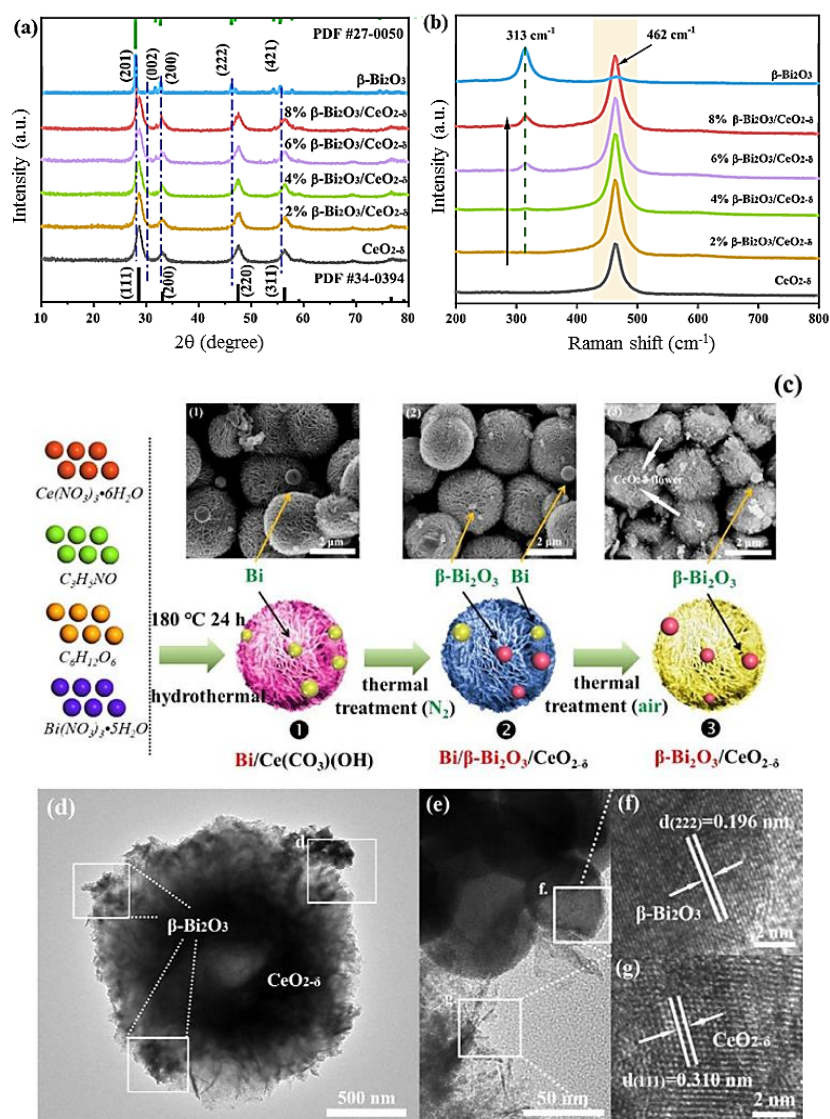 (a)
PDF #27-0050
(201)
(002)
(200)
(222)
(421)
β-Bi₂O₃
8% β-Bi₂O₃/CeO₂-δ
6% β-Bi₂O₃/CeO₂-δ
4% β-Bi₂O₃/CeO₂-δ
2% β-Bi₂O₃/CeO₂-δ
CeO₂-δ
PDF #34-0394
(111)
(200)
(220)
(311)
Intensity (a.u.)
10 20 30 40 50 60 70 80
2θ (degree)
(b)
313 cm⁻¹
462 cm⁻¹
β-Bi₂O₃
8% β-Bi₂O₃/CeO₂-δ
6% β-Bi₂O₃/CeO₂-δ
4% β-Bi₂O₃/CeO₂-δ
2% β-Bi₂O₃/CeO₂-δ
CeO₂-δ
Intensity (a.u.)
200 300 400 500 600 700 800
Raman shift (cm⁻¹)
(c)
Ce(NO₃)₃•6H₂O
C₃H₅NO
C₆H₁₂O₆
Bi(NO₃)₃•5H₂O
180 °C 24 h
hydrothermal
(1)
2 μm
Bi
❶
Bi/Ce(CO₃)(OH)
thermal
treatment (N₂)
(2)
2 μm
β-Bi₂O₃
Bi
❷
Bi/β-Bi₂O₃/CeO₂-δ
thermal
treatment (air)
(3)
CeO₂-δ flower
2 μm
β-Bi₂O₃
❸
β-Bi₂O₃/CeO₂-δ
(d)
d
β-Bi₂O₃
CeO₂-δ
500 nm
(e)
f.
g.
50 nm
(f)
d(222)=0.196 nm
β-Bi₂O₃
2 nm
(g)
CeO₂-δ
d(111)=0.310 nm
2 nm